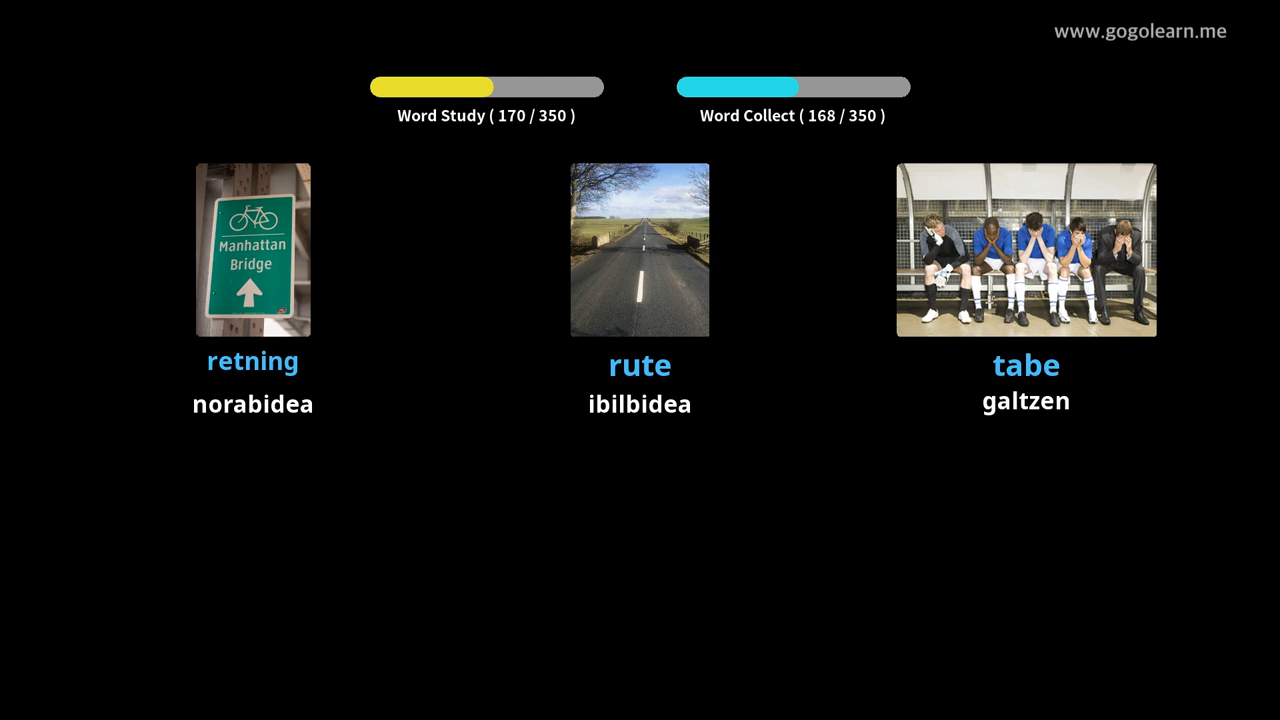 www.gogolearn.me
Word Study ( 170 / 350 )
Word Collect ( 168 / 350 )
Manhattan
Bridge
retning
rute
tabe
norabidea
ibilbidea
galtzen